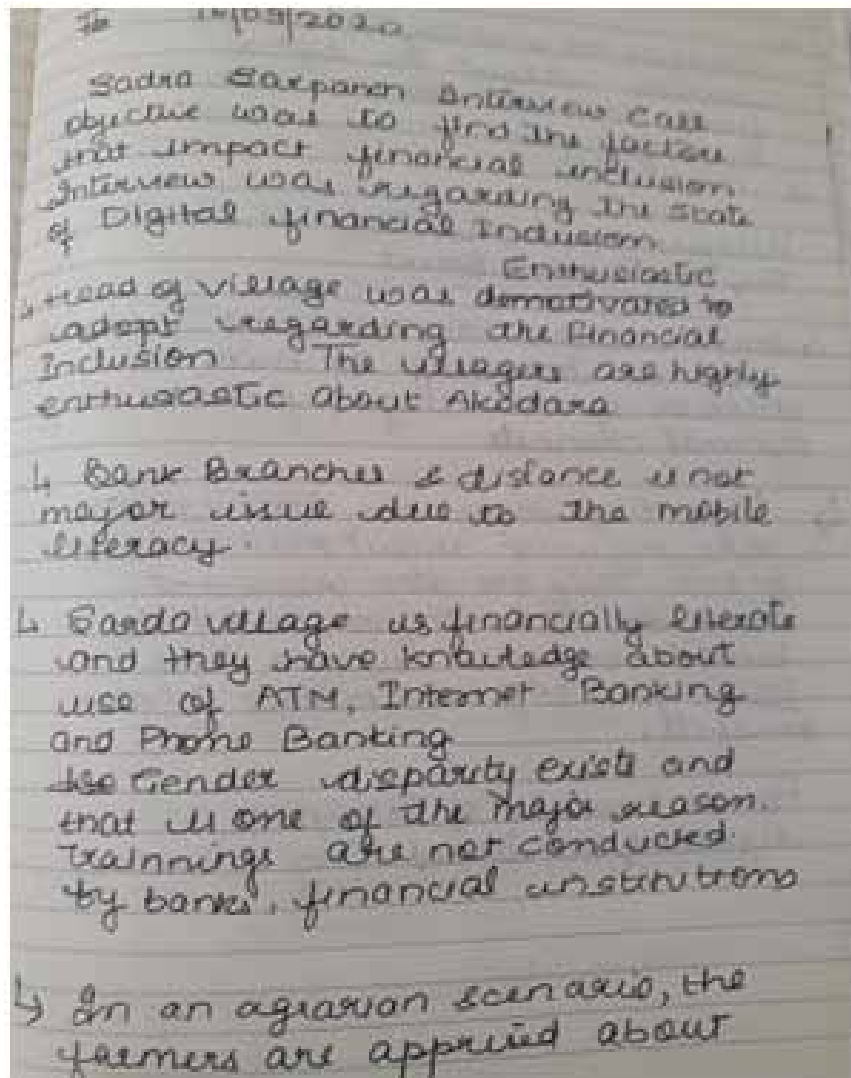 16/09/2020
Sadra Sarpanch Interview Call
objective was to find the factors
that impact financial inclusion.
Interview was regarding the state
of Digital financial Inclusion.
Enthusiastic
↳ Head of village was demotivated to
adopt regarding the Financial
Inclusion. The villagers are highly
enthusastic about Akodara
↳ Bank Branches & distance is not
major issue due to the mobile
literacy.
↳ Sarda village is financially literate
and they have knowledge about
use of ATM, Internet Banking
and Phone Banking
Gender disparity exists and
that is one of the major reason.
Trainnings are not conducted
by banks, financial institutions
↳ In an agrarian scenario, the
farmers are apprised about